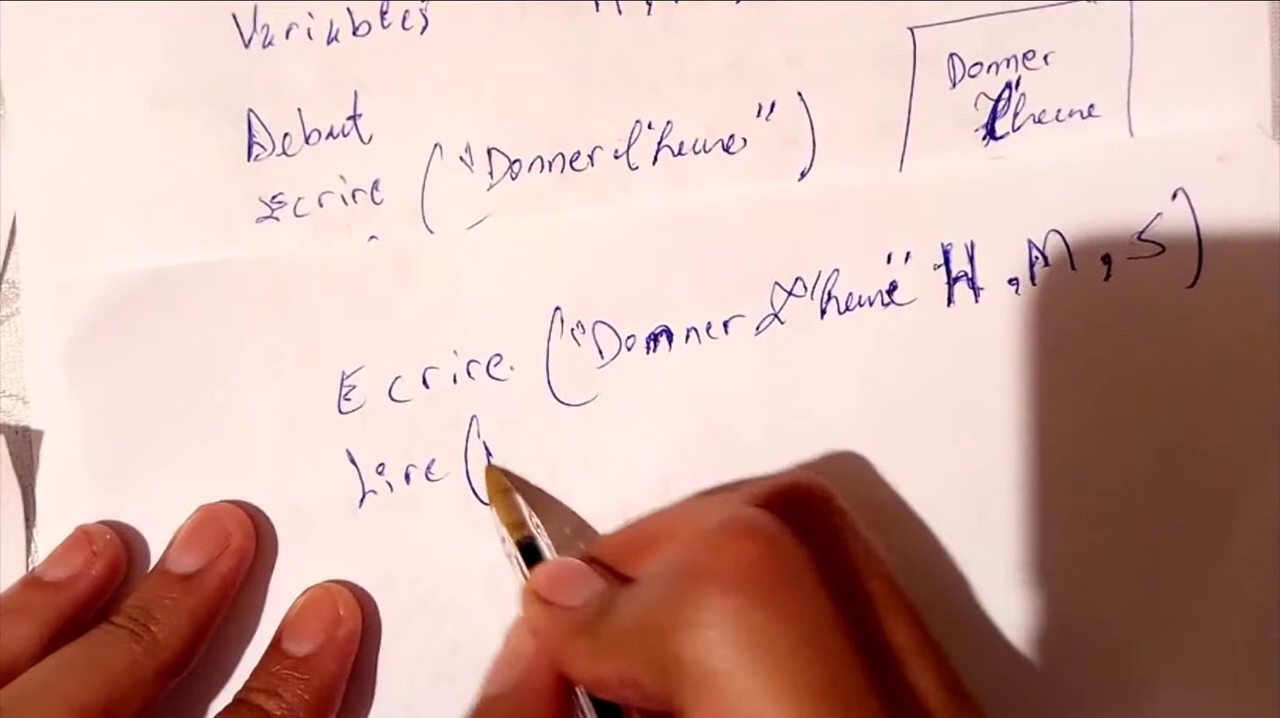 Variables
Debut
Ecrire ("Donner l'heure")
Donner
l'heure
Ecrire ("Donner l'heure" H, M, S)
Lire (